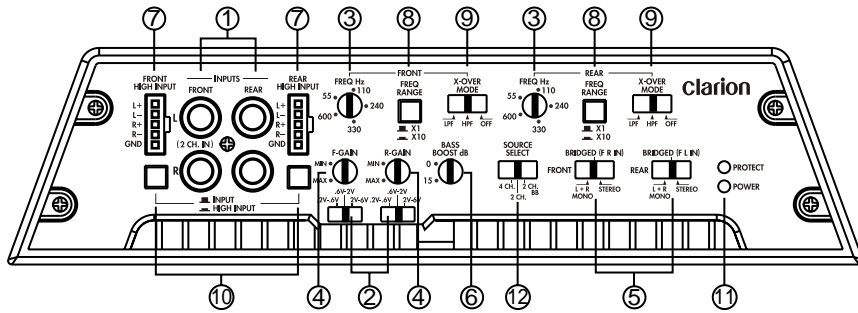 ⑦ ① ⑦ ③ ⑧ ⑨ ③ ⑧ ⑨
FRONT HIGH INPUT
L+
L−
R+
R−
GND
INPUTS
FRONT REAR
L
(2 CH. IN)
R
REAR HIGH INPUT
L+
L−
R+
R−
GND
INPUT
HIGH INPUT
FRONT
FREQ Hz
55 110 240 330 600
FREQ RANGE
X1
X10
X-OVER MODE
LPF HPF OFF
REAR
FREQ Hz
55 110 240 330 600
FREQ RANGE
X1
X10
X-OVER MODE
LPF HPF OFF
clarion
F-GAIN
MIN
MAX
.6V-2V
.2V-.6V 2V-6V
R-GAIN
MIN
MAX
.6V-2V
.2V-.6V 2V-6V
BASS BOOST dB
0
15
SOURCE SELECT
4 CH. 2 CH. BB
2 CH.
BRIDGED (F R IN)
FRONT
L + R MONO STEREO
BRIDGED (F L IN)
REAR
L + R MONO STEREO
PROTECT
POWER
⑩ ④ ② ④ ⑥ ⑫ ⑤ ⑪